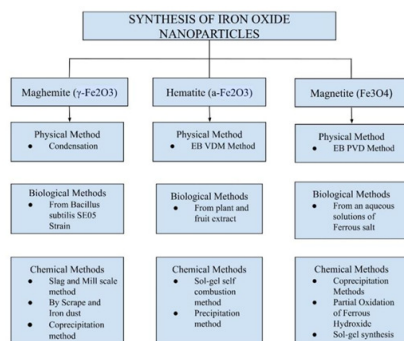 SYNTHESIS OF IRON OXIDE
NANOPARTICLES
Maghemite (γ-Fe2O3)
Hematite (a-Fe2O3)
Magnetite (Fe3O4)
Physical Method
● Condensation
Physical Method
● EB VDM Method
Physical Method
● EB PVD Method
Biological Methods
● From Bacillus
subtilis SE05
Strain
Biological Methods
● From plant and
fruit extract
Biological Methods
● From an aqueous
solutions of
Ferrous salt
Chemical Methods
● Slag and Mill scale
method
● By Scrape and
Iron dust
● Coprecipitation
method
Chemical Methods
● Sol-gel self
combustion
method
● Precipitation
method
Chemical Methods
● Coprecipitation
Methods
● Partial Oxidation
of Ferrous
Hydroxide
● Sol-gel synthesis